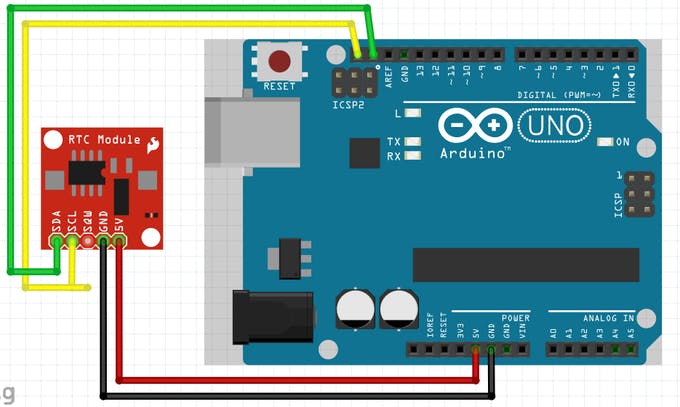 RESET
ICSP2
AREF
GND
13
12
~11
~10
~9
8
7
~6
~5
4
~3
2
TXD▶1
RXD◀0
DIGITAL (PWM=~)
L
TX
RX
UNO
Arduino™
ON
1
ICSP
RTC Module
SDA
SCL
SQW
GND
5V
POWER
ANALOG IN
IOREF
RESET
3V3
5V
GND
GND
VIN
A0
A1
A2
A3
A4
A5